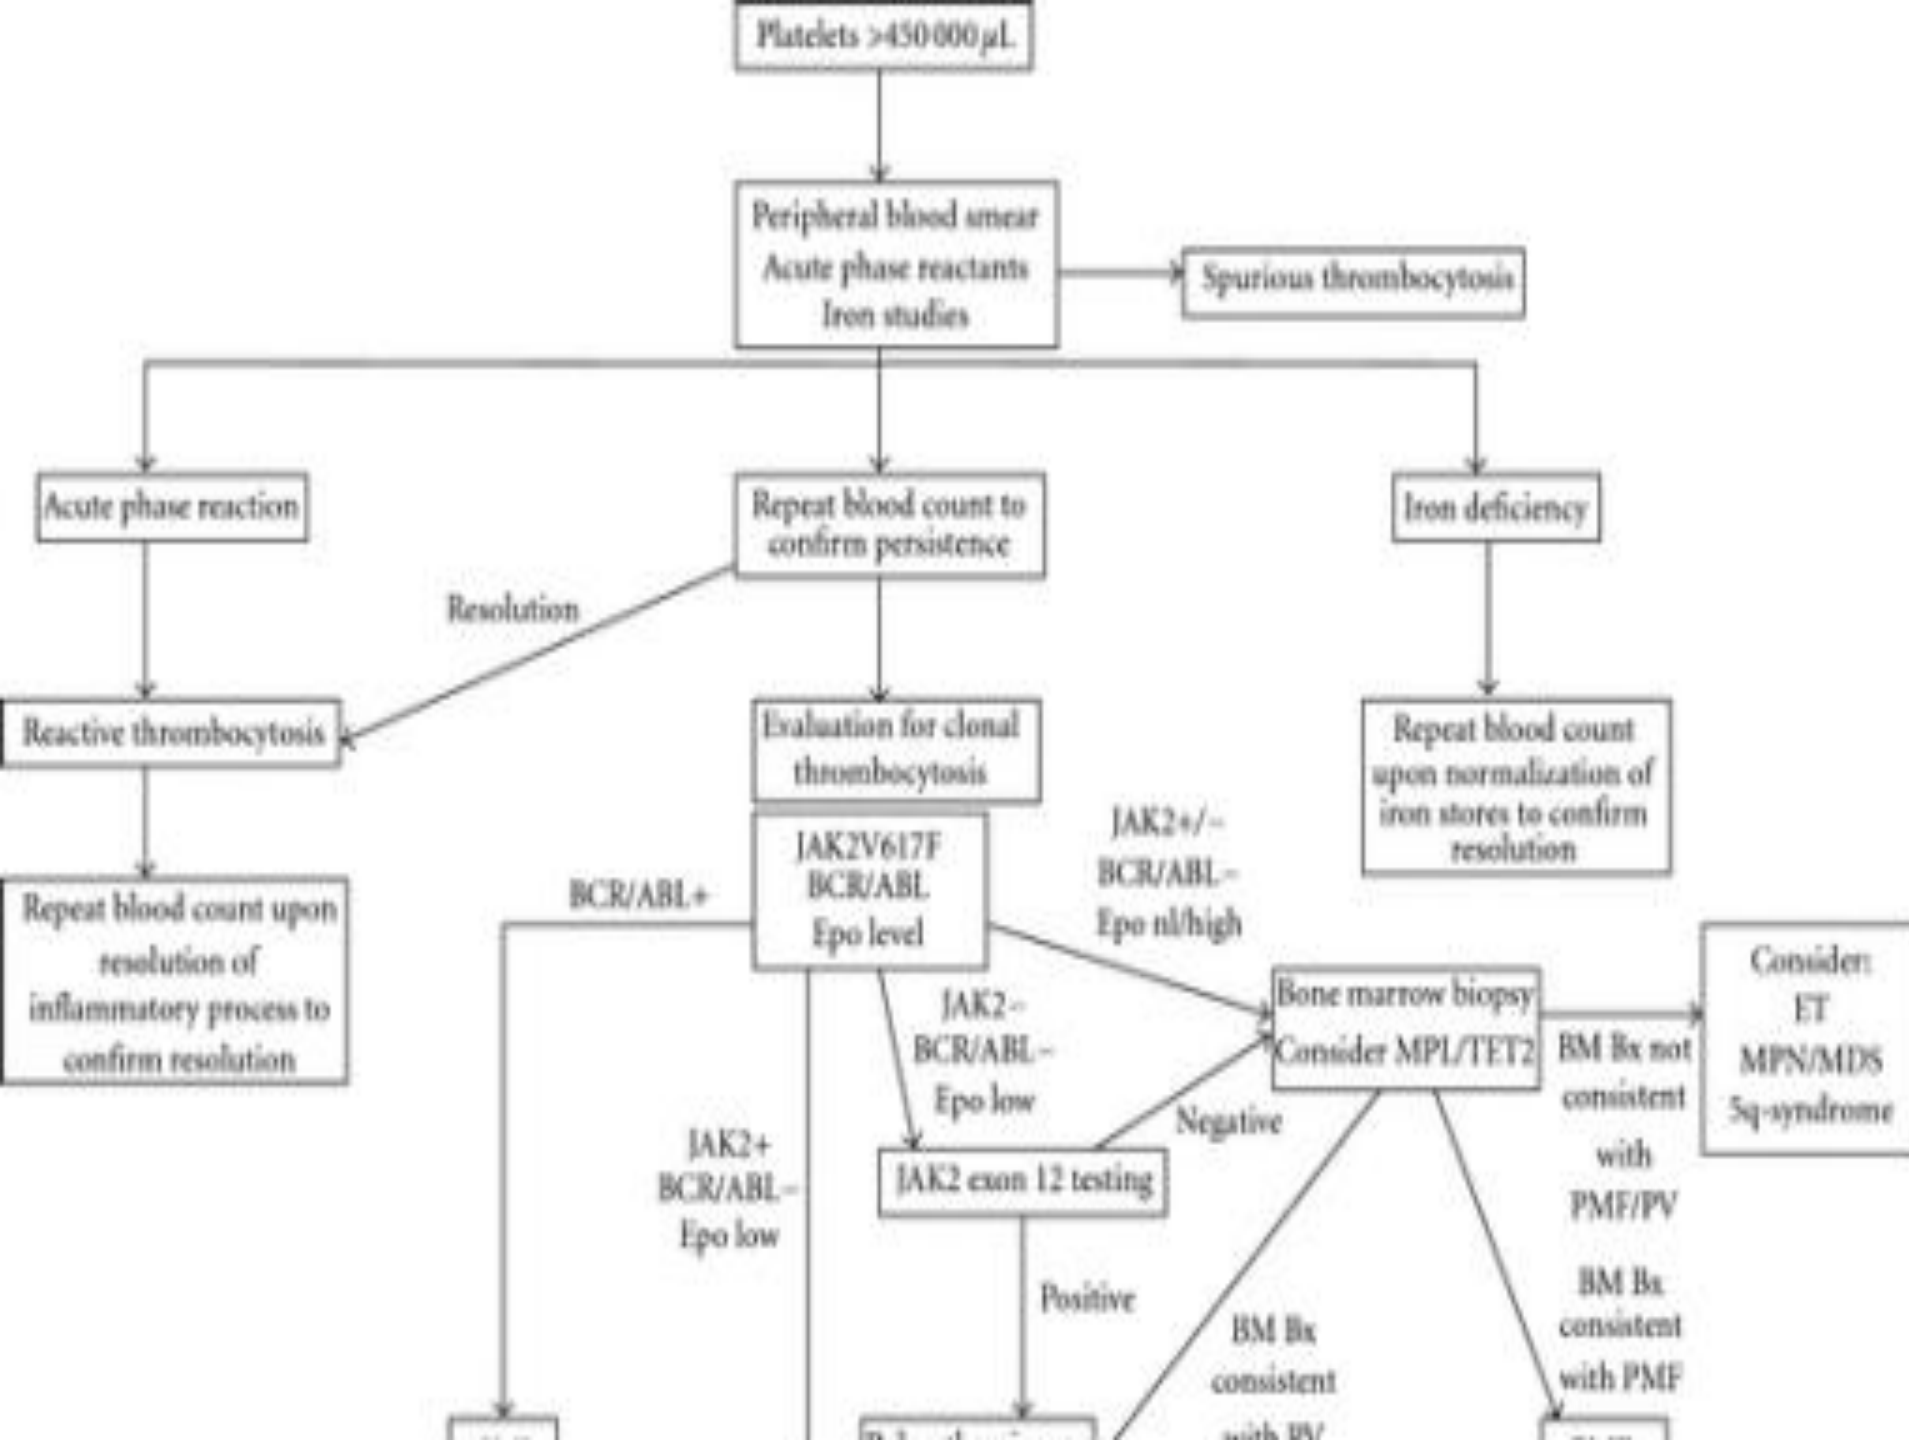 Platelets >450 000 µL
Peripheral blood smear
Acute phase reactants
Iron studies
Spurious thrombocytosis
Acute phase reaction
Repeat blood count to
confirm persistence
Iron deficiency
Resolution
Reactive thrombocytosis
Evaluation for clonal
thrombocytosis
Repeat blood count
upon normalization of
iron stores to confirm
resolution
JAK2V617F
BCR/ABL
Epo level
JAK2+/−
BCR/ABL−
Epo nl/high
BCR/ABL+
Repeat blood count upon
resolution of
inflammatory process to
confirm resolution
JAK2−
BCR/ABL−
Epo low
Bone marrow biopsy
Consider MPL/TET2
Consider:
ET
MPN/MDS
5q-syndrome
BM Bx not
consistent
with
PMF/PV
Negative
JAK2+
BCR/ABL−
Epo low
JAK2 exon 12 testing
Positive
BM Bx
consistent
with PV
BM Bx
consistent
with PMF